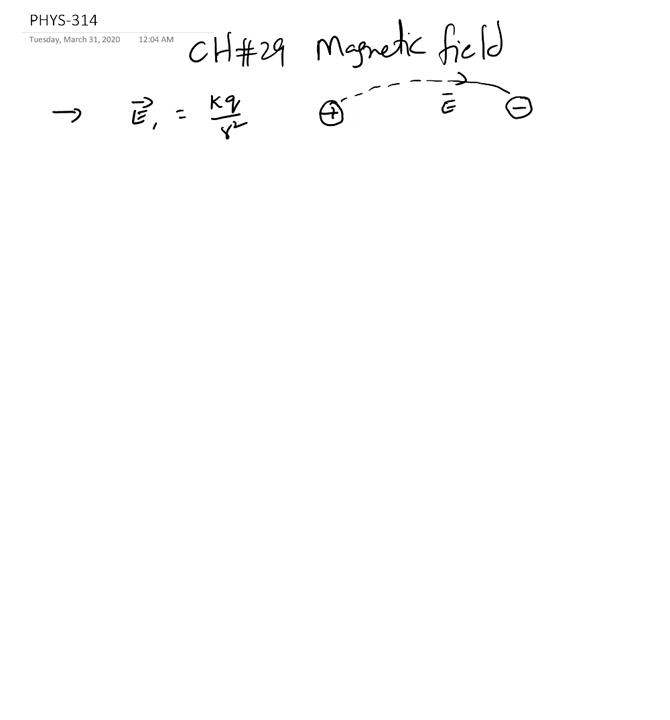 PHYS-314
Tuesday, March 31, 2020 12:04 AM
CH#29 Magnetic field
→ E⃗₁ = Kq/r² + E̅ −